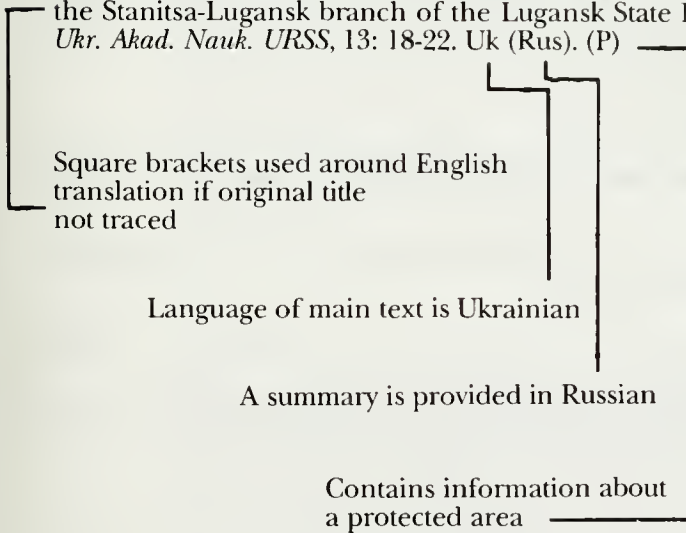 the Stanitsa-Lugansk branch of the Lugansk State
Ukr. Akad. Nauk. URSS, 13: 18-22. Uk (Rus). (P)
Square brackets used around English
translation if original title
not traced
Language of main text is Ukrainian
A summary is provided in Russian
Contains information about
a protected area